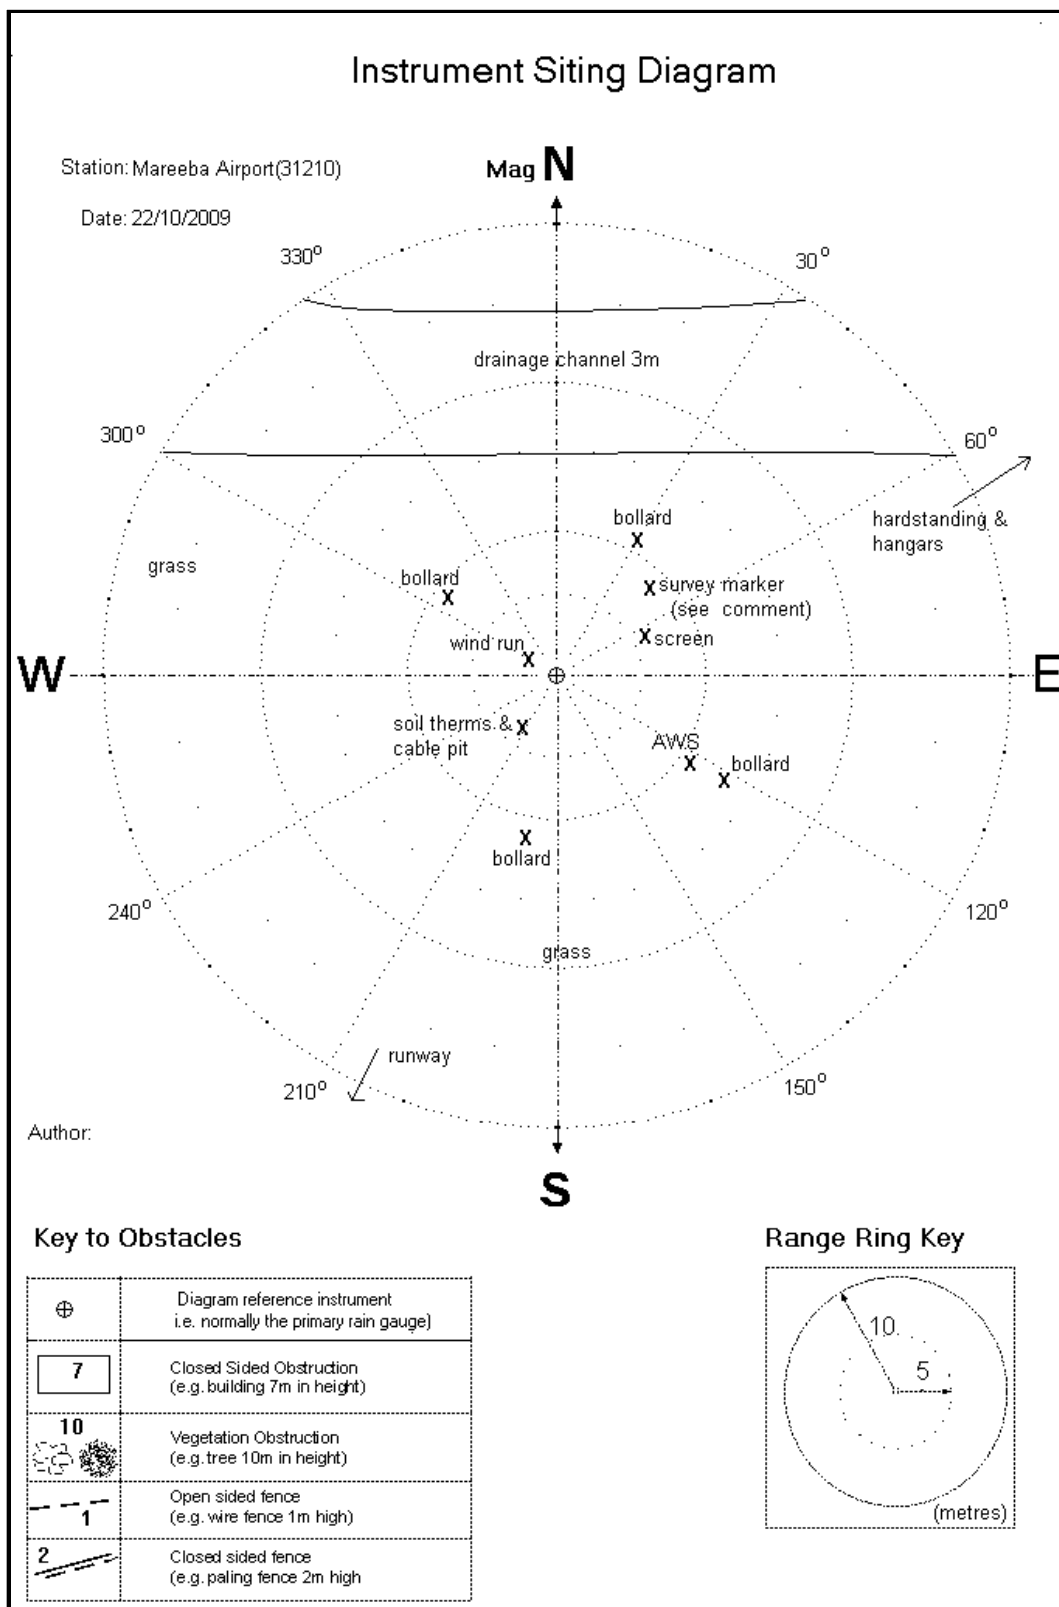 Instrument Siting Diagram
Station: Mareeba Airport(31210)
Mag N
Date: 22/10/2009
330°
30°
drainage channel 3m
300°
60°
hardstanding &
hangars
bollard
grass
bollard
survey marker
(see comment)
wind run
screen
W
E
soil therms &
cable pit
AWS
bollard
bollard
240°
120°
grass
runway
210°
150°
Author:
S
Key to Obstacles
Diagram reference instrument
i.e. normally the primary rain gauge)
7
Closed Sided Obstruction
(e.g. building 7m in height)
10
Vegetation Obstruction
(e.g. tree 10m in height)
1
Open sided fence
(e.g. wire fence 1m high)
2
Closed sided fence
(e.g. paling fence 2m high
Range Ring Key
10
5
(metres)